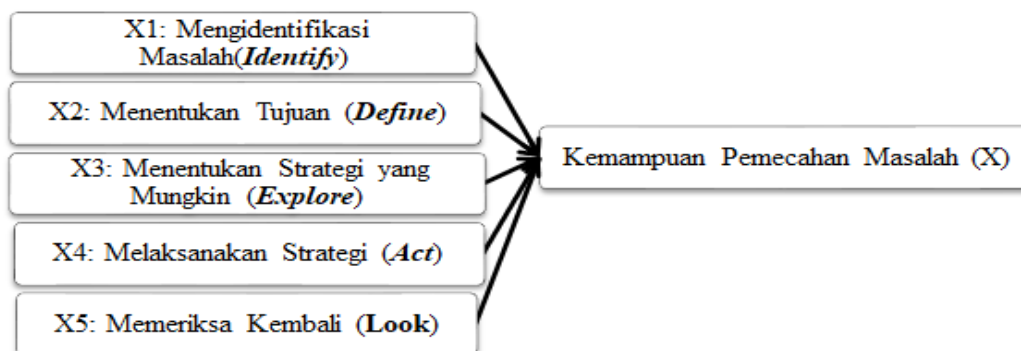 X1: Mengidentifikasi
Masalah(Identify)
X2: Menentukan Tujuan (Define)
X3: Menentukan Strategi yang
Mungkin (Explore)
X4: Melaksanakan Strategi (Act)
X5: Memeriksa Kembali (Look)
Kemampuan Pemecahan Masalah (X)